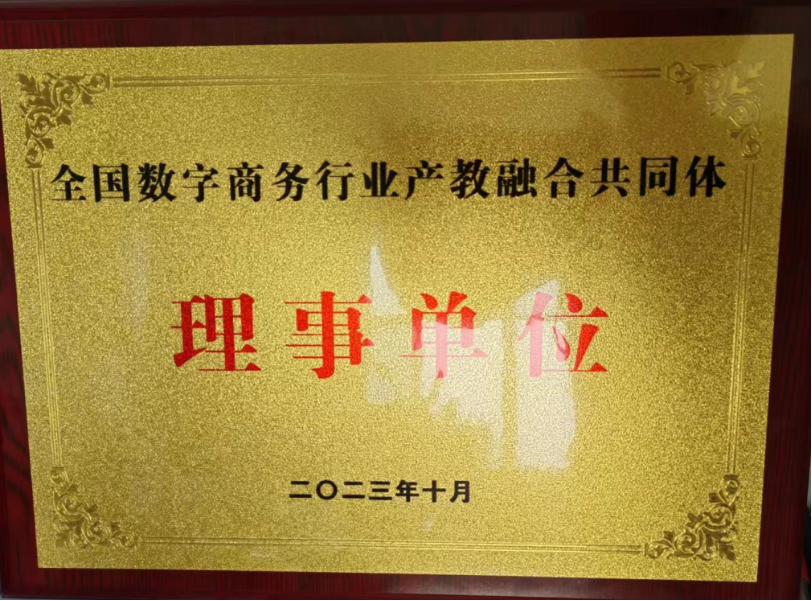 全国数字商务行业产教融合共同体
理事单位
二〇二三年十月